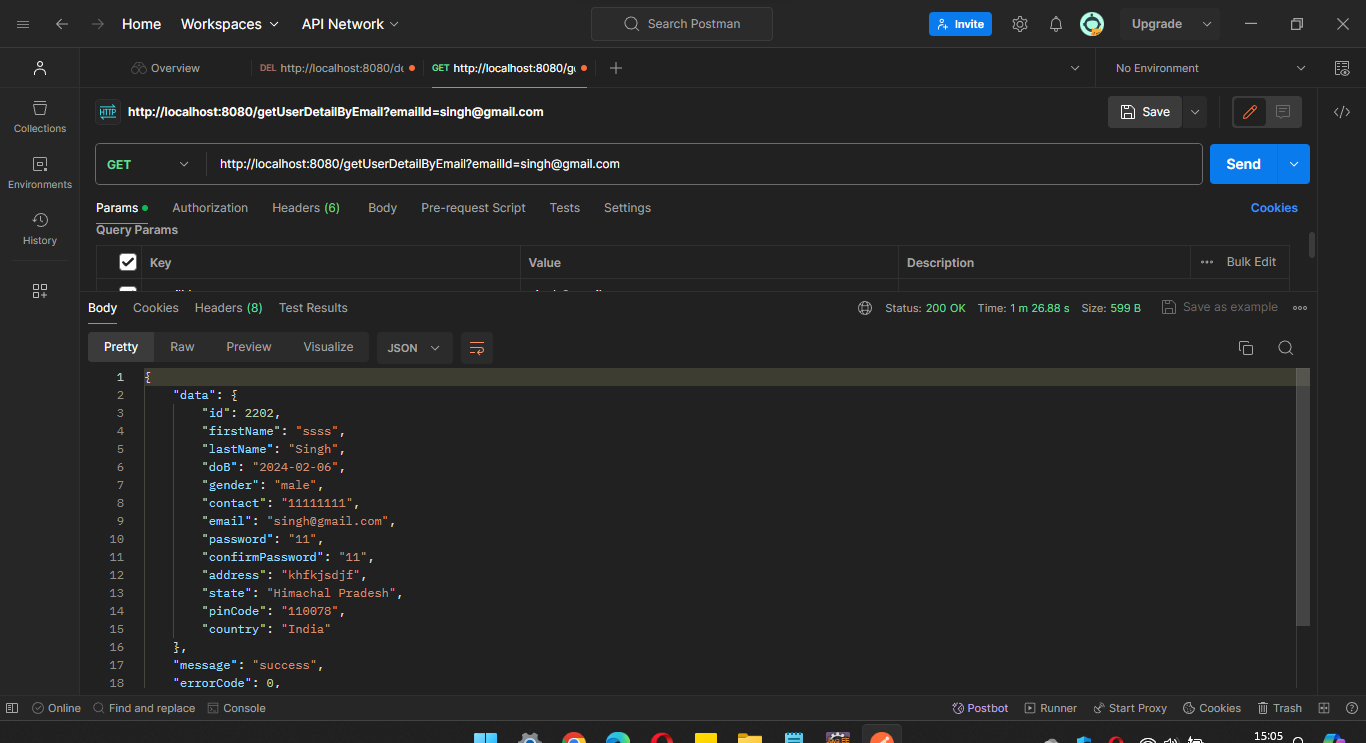 Home Workspaces API Network Search Postman Invite Upgrade
Overview DEL http://localhost:8080/de GET http://localhost:8080/ge No Environment
HTTP http://localhost:8080/getUserDetailByEmail?emailId=singh@gmail.com Save
Collections
GET http://localhost:8080/getUserDetailByEmail?emailId=singh@gmail.com Send
Environments
Params Authorization Headers (6) Body Pre-request Script Tests Settings Cookies
Query Params
History
Key Value Description Bulk Edit
Body Cookies Headers (8) Test Results Status: 200 OK Time: 1 m 26.88 s Size: 599 B Save as example
Pretty Raw Preview Visualize JSON
1 {
2 "data": {
3 "id": 2202,
4 "firstName": "ssss",
5 "lastName": "Singh",
6 "doB": "2024-02-06",
7 "gender": "male",
8 "contact": "11111111",
9 "email": "singh@gmail.com",
10 "password": "11",
11 "confirmPassword": "11",
12 "address": "khfkjsdjf",
13 "state": "Himachal Pradesh",
14 "pinCode": "110078",
15 "country": "India"
16 },
17 "message": "success",
18 "errorCode": 0,
Online Find and replace Console Postbot Runner Start Proxy Cookies Trash
15:05